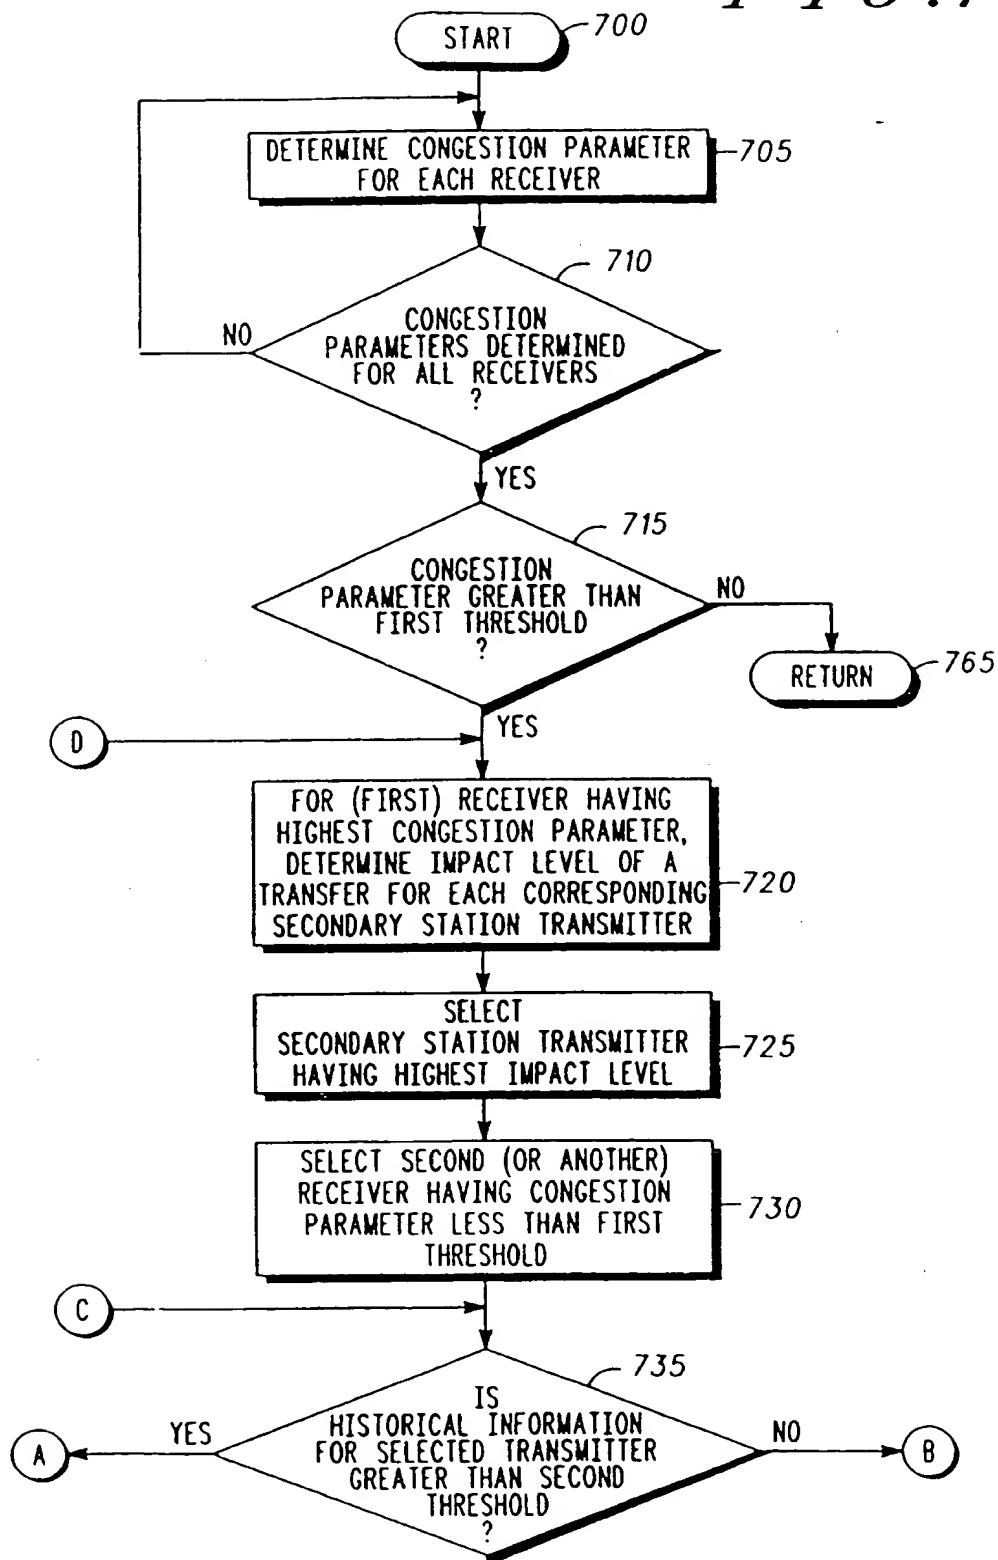 START
700
DETERMINE CONGESTION PARAMETER
FOR EACH RECEIVER
705
710
CONGESTION
PARAMETERS DETERMINED
FOR ALL RECEIVERS
?
NO
YES
715
CONGESTION
PARAMETER GREATER THAN
FIRST THRESHOLD
?
NO
RETURN
765
YES
D
FOR (FIRST) RECEIVER HAVING
HIGHEST CONGESTION PARAMETER,
DETERMINE IMPACT LEVEL OF A
TRANSFER FOR EACH CORRESPONDING
SECONDARY STATION TRANSMITTER
720
SELECT
SECONDARY STATION TRANSMITTER
HAVING HIGHEST IMPACT LEVEL
725
SELECT SECOND (OR ANOTHER)
RECEIVER HAVING CONGESTION
PARAMETER LESS THAN FIRST
THRESHOLD
730
C
735
IS
HISTORICAL INFORMATION
FOR SELECTED TRANSMITTER
GREATER THAN SECOND
THRESHOLD
?
YES
A
NO
B